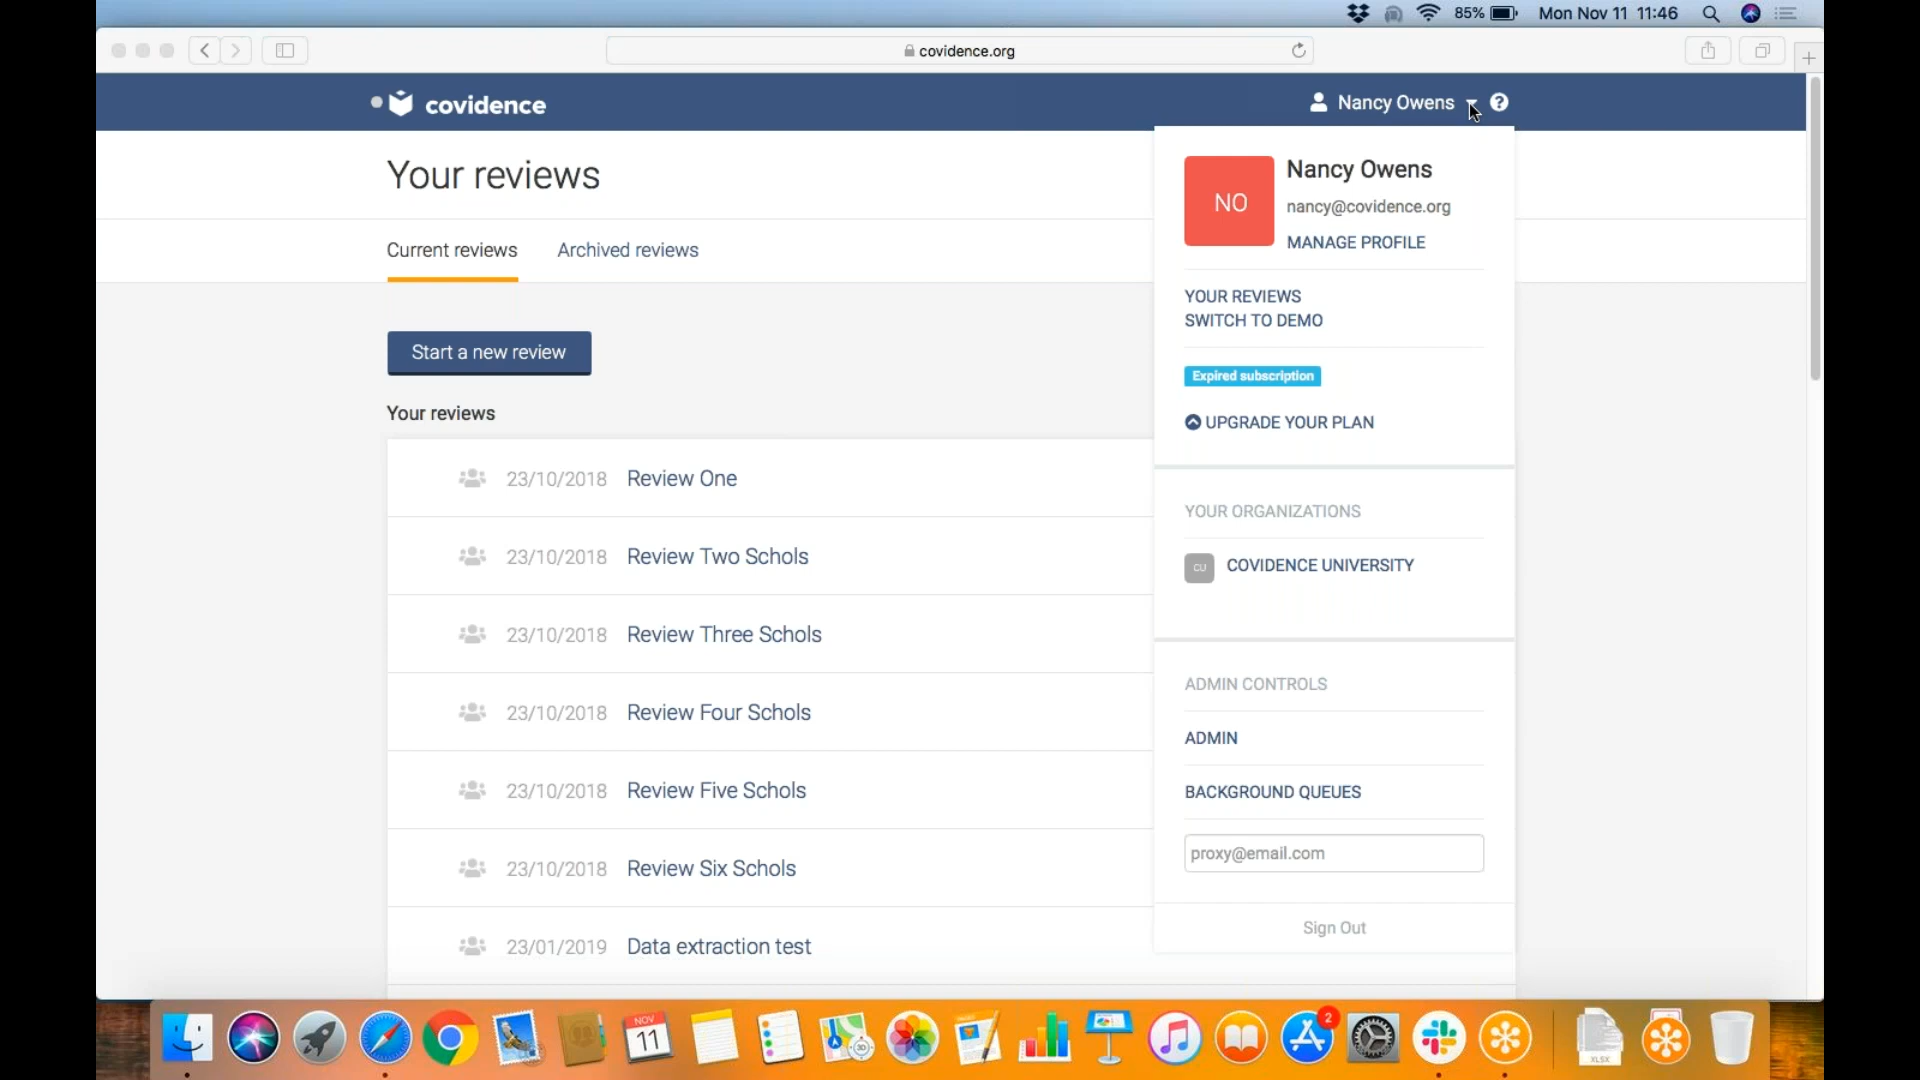 85% Mon Nov 11 11:46
covidence.org
covidence
Nancy Owens ?
Your reviews
Current reviews Archived reviews
Start a new review
Your reviews
23/10/2018 Review One
23/10/2018 Review Two Schols
23/10/2018 Review Three Schols
23/10/2018 Review Four Schols
23/10/2018 Review Five Schols
23/10/2018 Review Six Schols
23/01/2019 Data extraction test
NO
Nancy Owens
nancy@covidence.org
MANAGE PROFILE
YOUR REVIEWS
SWITCH TO DEMO
Expired subscription
UPGRADE YOUR PLAN
YOUR ORGANIZATIONS
CU COVIDENCE UNIVERSITY
ADMIN CONTROLS
ADMIN
BACKGROUND QUEUES
proxy@email.com
Sign Out
NOV
11
3D
2
XLSX